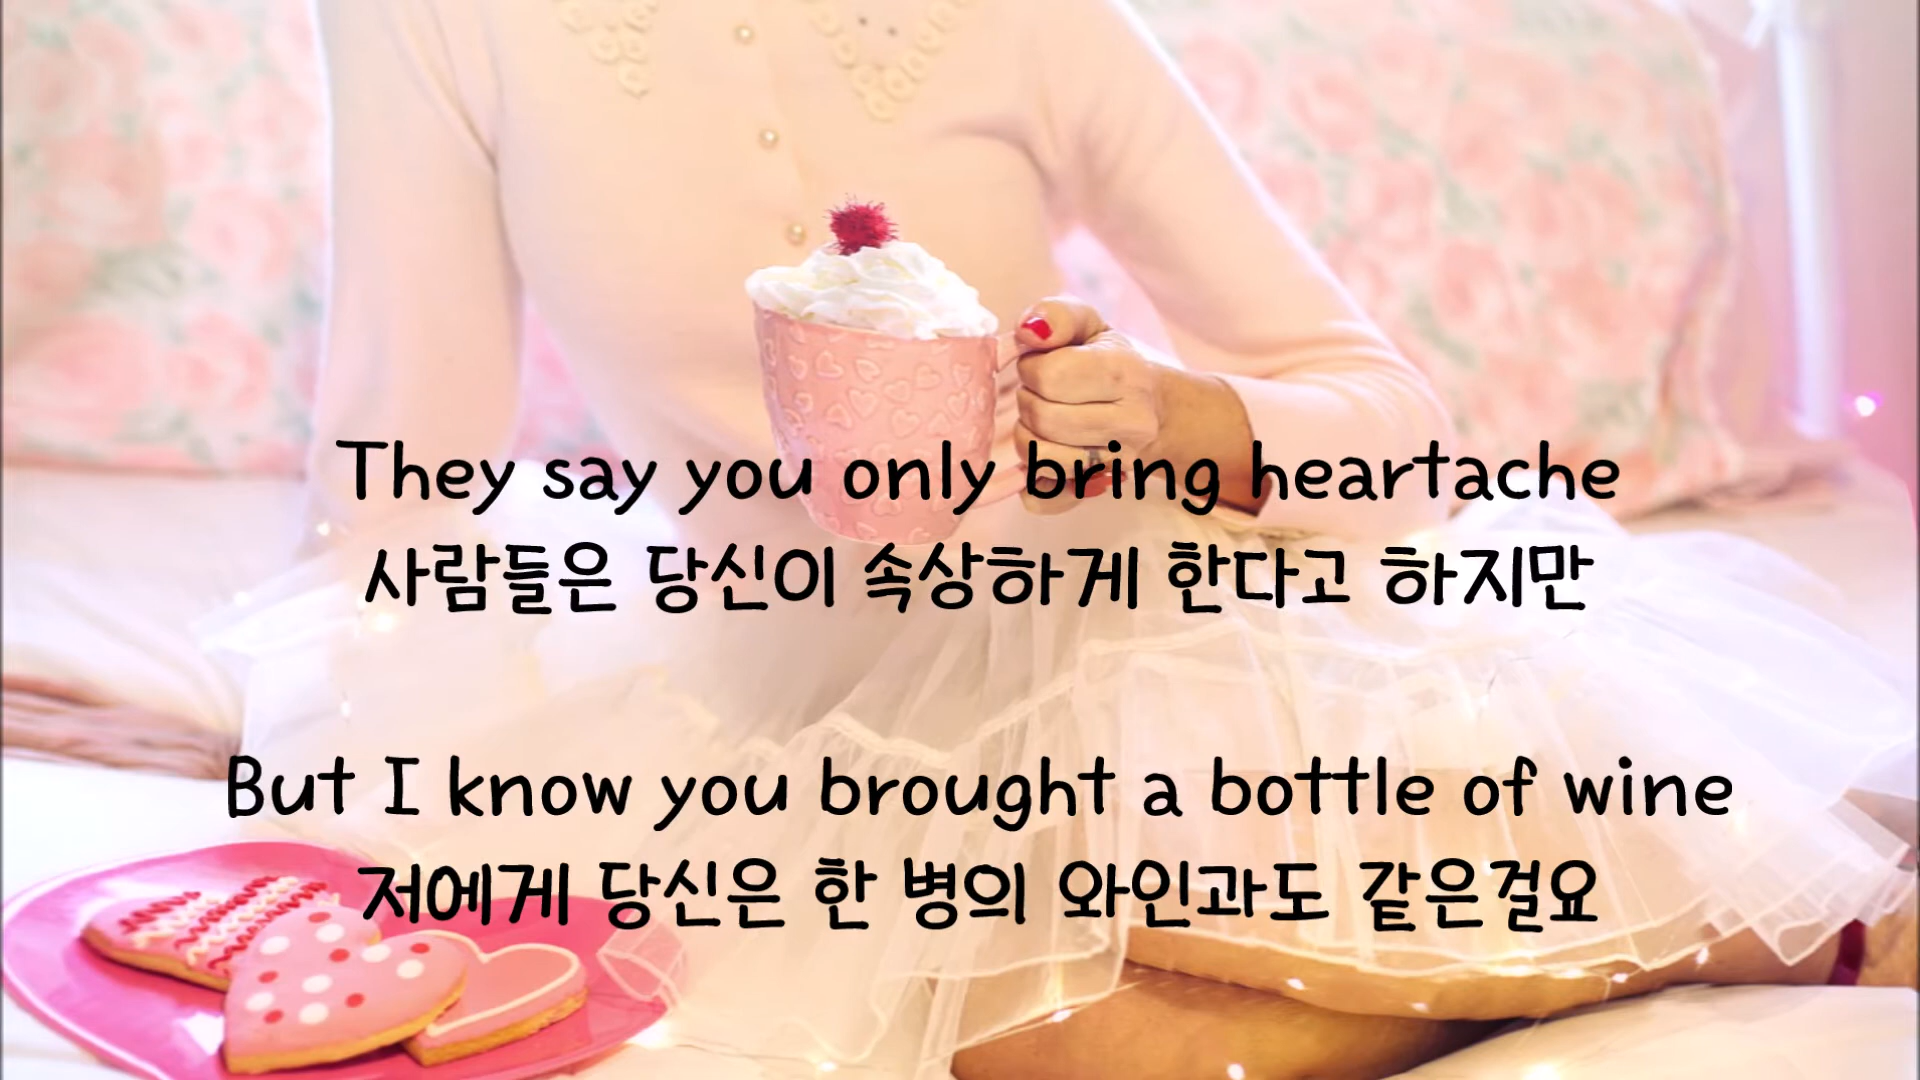 They say you only bring heartache
사람들은 당신이 속상하게 한다고 하지만
But I know you brought a bottle of wine
저에게 당신은 한 병의 와인과도 같은걸요